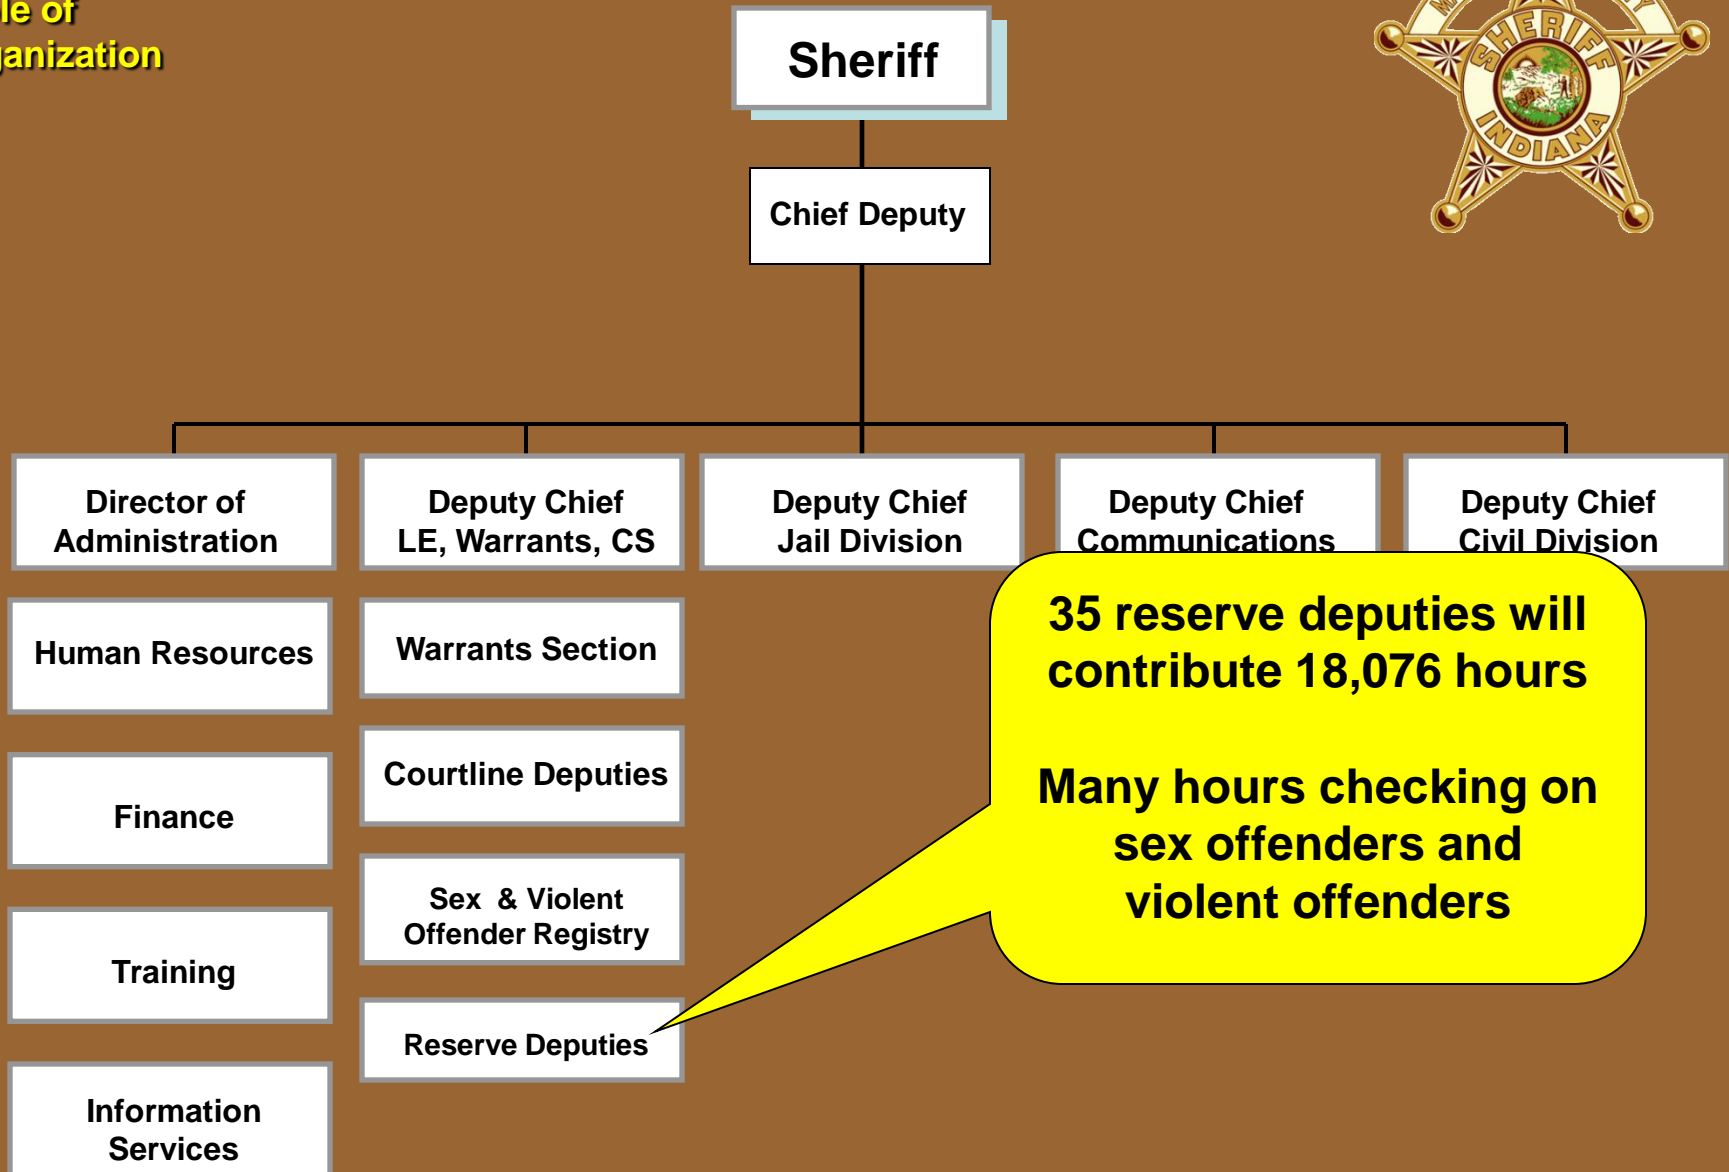 ganization
Sheriff
SHERIFF
INDIANA
Chief Deputy
Director of
Administration
Deputy Chief
LE, Warrants, CS
Deputy Chief
Jail Division
Deputy Chief
Communications
Deputy Chief
Civil Division
Human Resources
Finance
Training
Information
Services
Warrants Section
Courtline Deputies
Sex & Violent
Offender Registry
Reserve Deputies
35 reserve deputies will
contribute 18,076 hours
Many hours checking on
sex offenders and
violent offenders